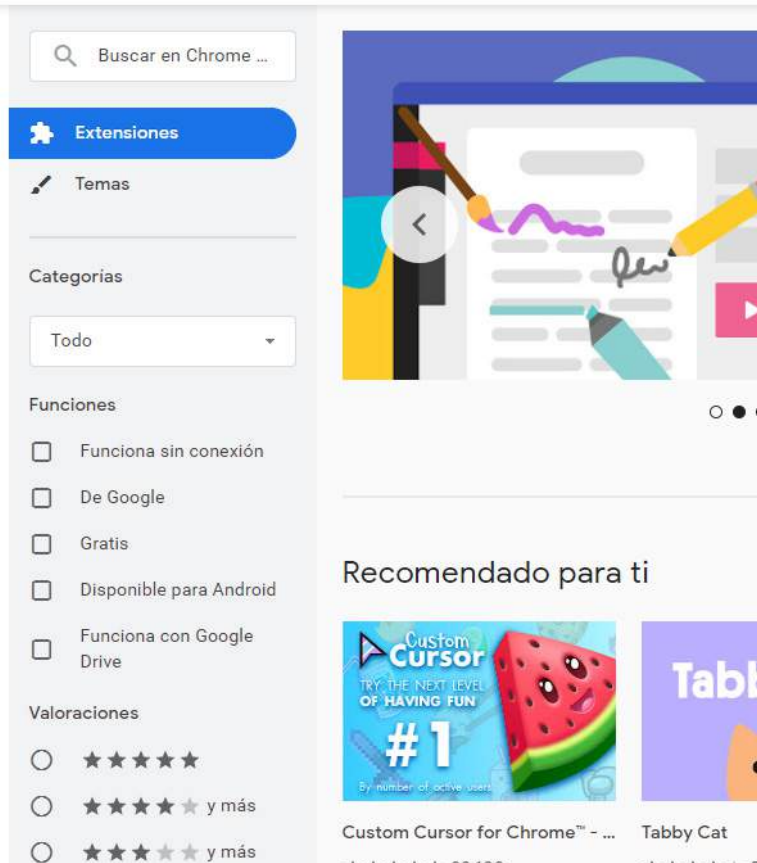 Buscar en Chrome ...
Extensiones
Temas
Categorías
Todo
Funciones
Funciona sin conexión
De Google
Gratis
Disponible para Android
Funciona con Google
Drive
Valoraciones
y más
y más
Recomendado para ti
Custom
Cursor
TRY THE NEXT LEVEL
OF HAVING FUN
#1
By number of active users
Custom Cursor for Chrome™ - ...
Tabby Cat